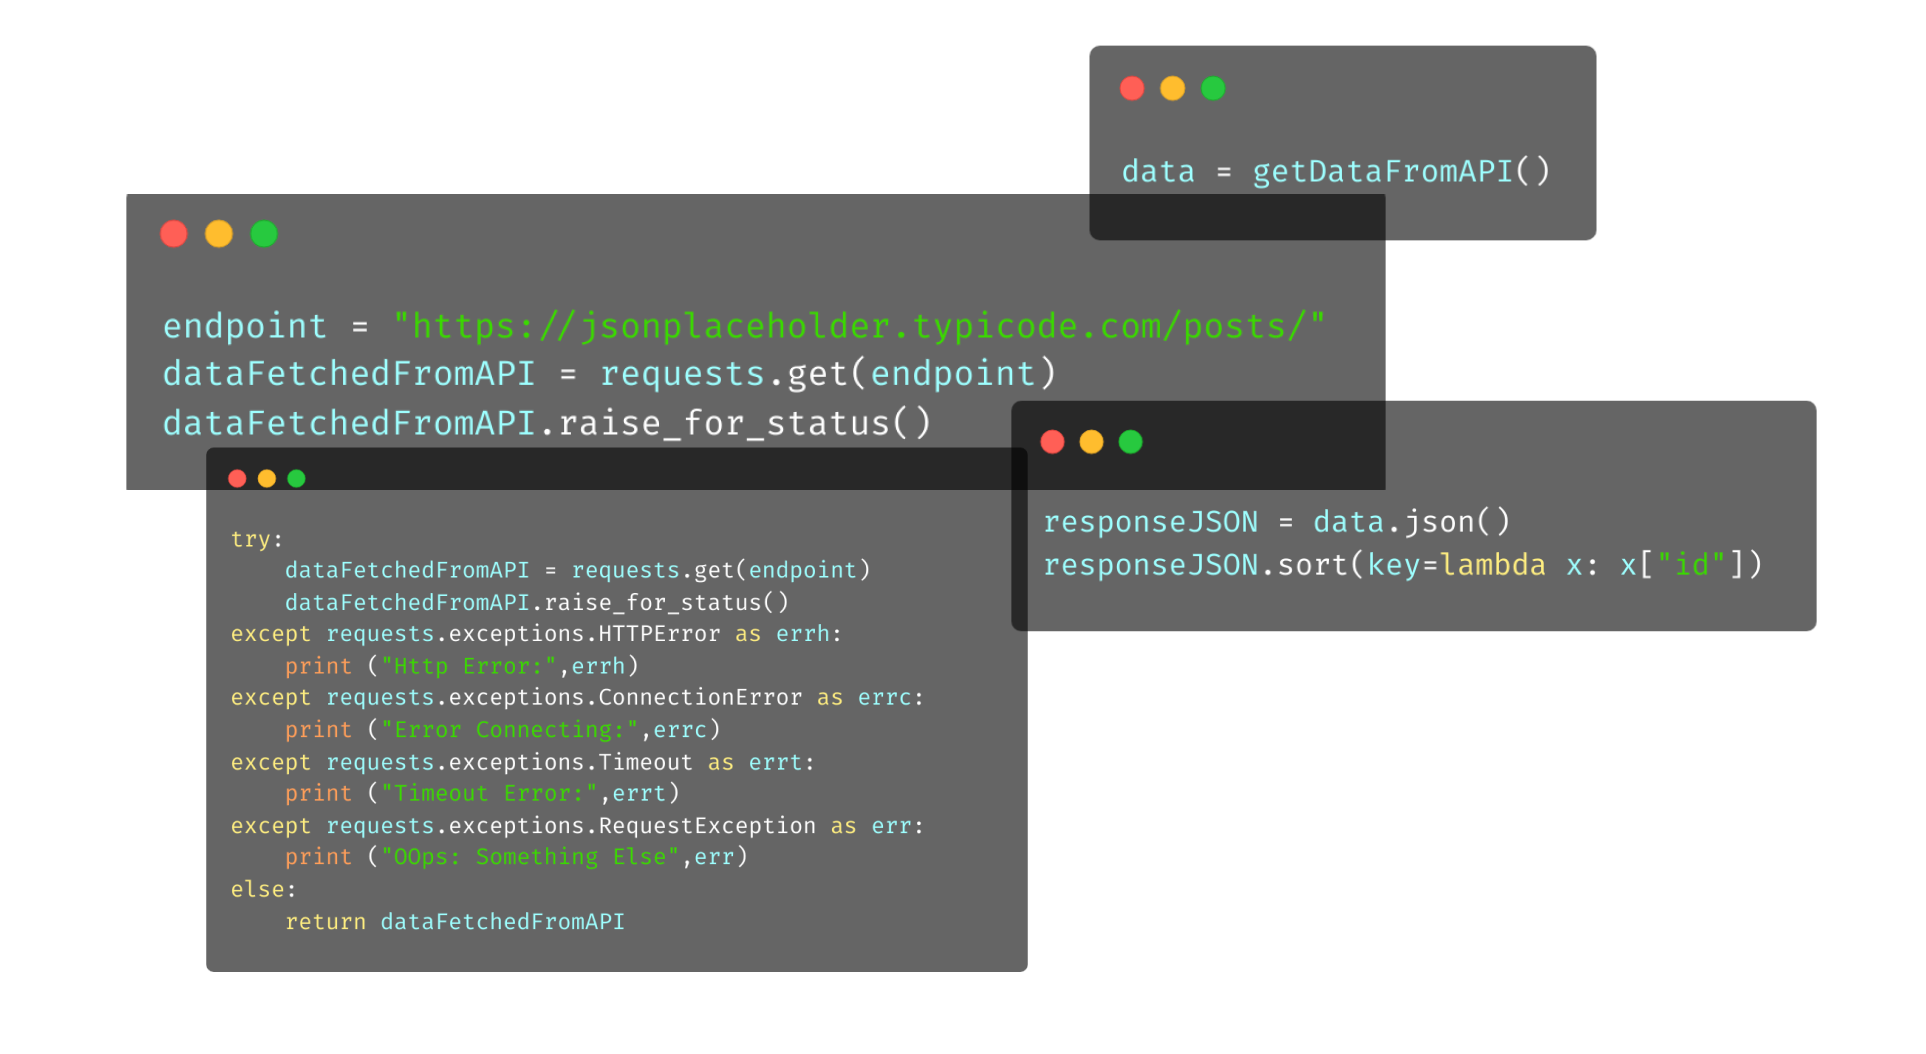 data = getDataFromAPI()
endpoint = "https://jsonplaceholder.typicode.com/posts/"
dataFetchedFromAPI = requests.get(endpoint)
dataFetchedFromAPI.raise_for_status()
try:
    dataFetchedFromAPI = requests.get(endpoint)
    dataFetchedFromAPI.raise_for_status()
except requests.exceptions.HTTPError as errh:
    print ("Http Error:",errh)
except requests.exceptions.ConnectionError as errc:
    print ("Error Connecting:",errc)
except requests.exceptions.Timeout as errt:
    print ("Timeout Error:",errt)
except requests.exceptions.RequestException as err:
    print ("OOps: Something Else",err)
else:
    return dataFetchedFromAPI
responseJSON = data.json()
responseJSON.sort(key=lambda x: x["id"])